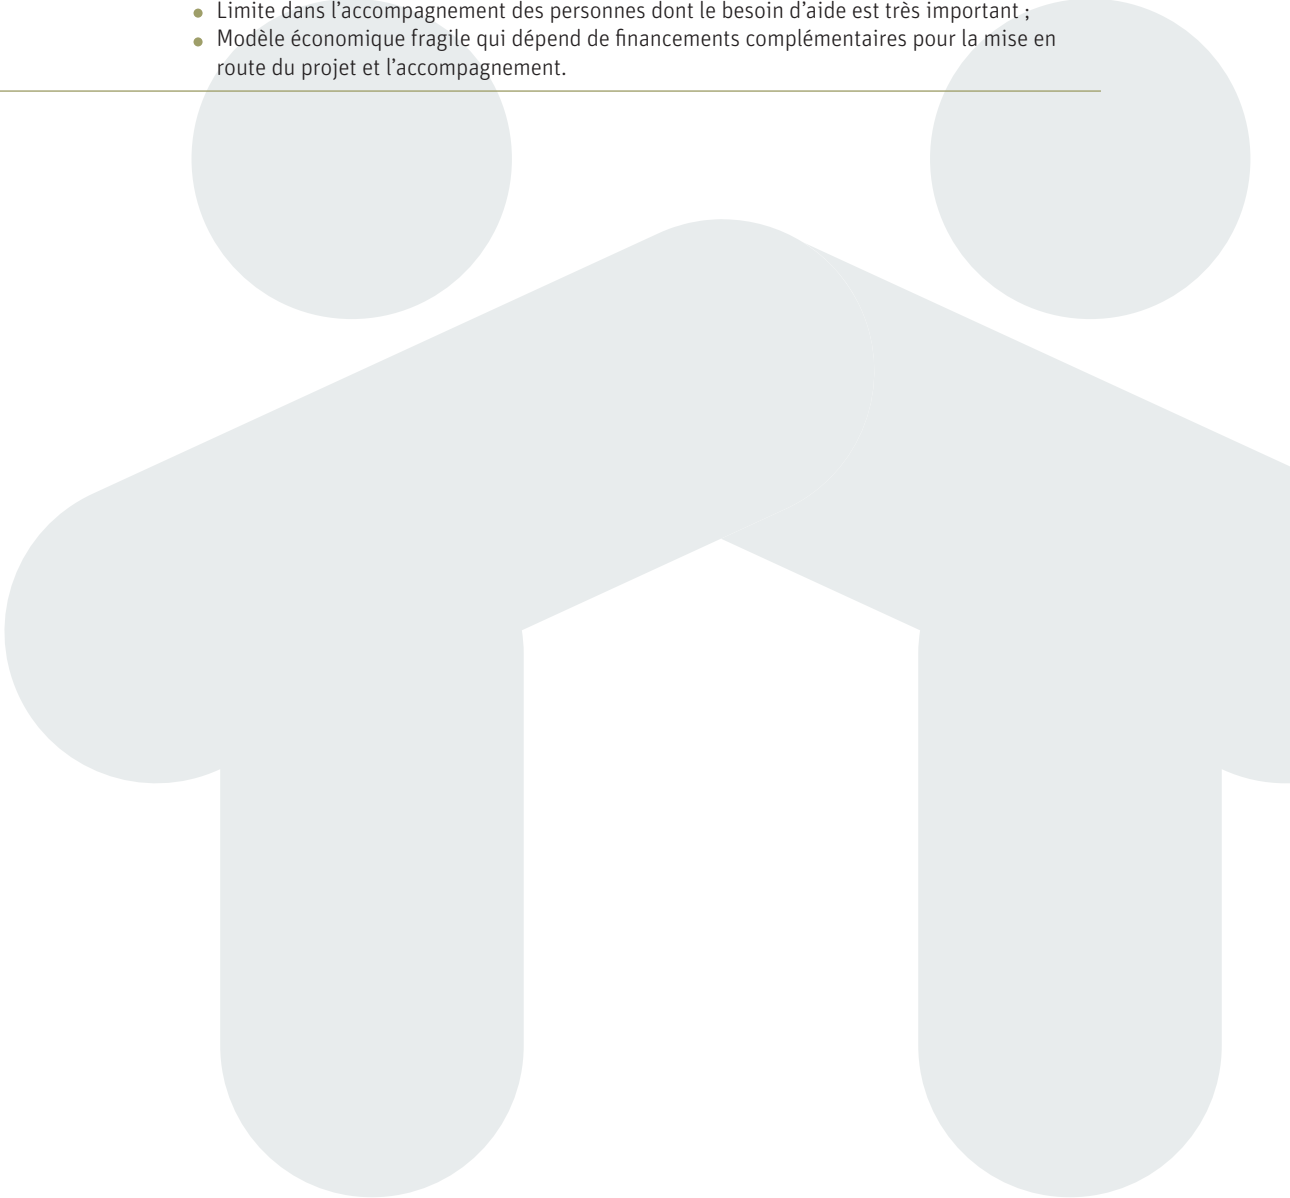 ● Limite dans l’accompagnement des personnes dont le besoin d’aide est très important ;
● Modèle économique fragile qui dépend de financements complémentaires pour la mise en
route du projet et l’accompagnement.